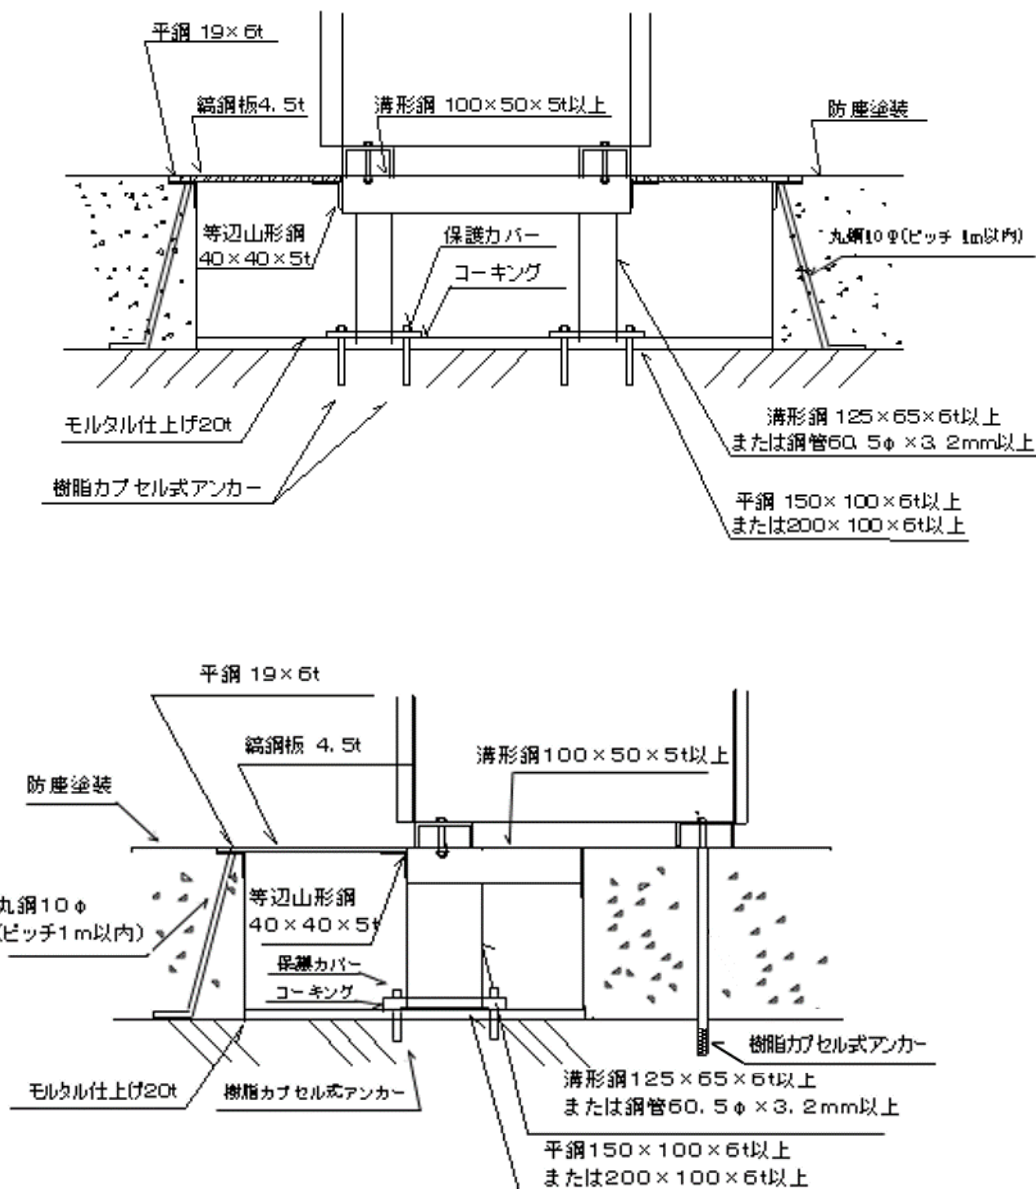 平鋼 19×6t
縞鋼板4.5t
溝形鋼 100×50×5t以上
防塵塗装
等辺山形鋼
40×40×5t
保護カバー
コーキング
丸鋼10φ(ピッチ 1m以内)
モルタル仕上げ20t
樹脂カプセル式アンカー
溝形鋼 125×65×6t以上
または鋼管60.5φ×3.2mm以上
平鋼 150×100×6t以上
または200×100×6t以上
平鋼 19×6t
縞鋼板 4.5t
溝形鋼100×50×5t以上
防塵塗装
丸鋼10φ
(ピッチ1m以内)
等辺山形鋼
40×40×5t
保護カバー
コーキング
モルタル仕上げ20t
樹脂カプセル式アンカー
樹脂カプセル式アンカー
溝形鋼125×65×6t以上
または鋼管60.5φ×3.2mm以上
平鋼150×100×6t以上
または200×100×6t以上